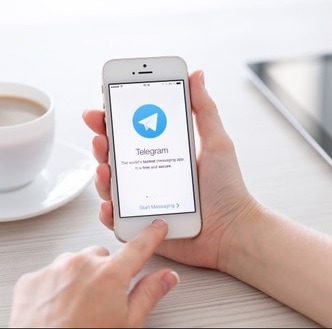 Telegram
The world's fastest messaging app.
It is free and secure.
Start Messaging